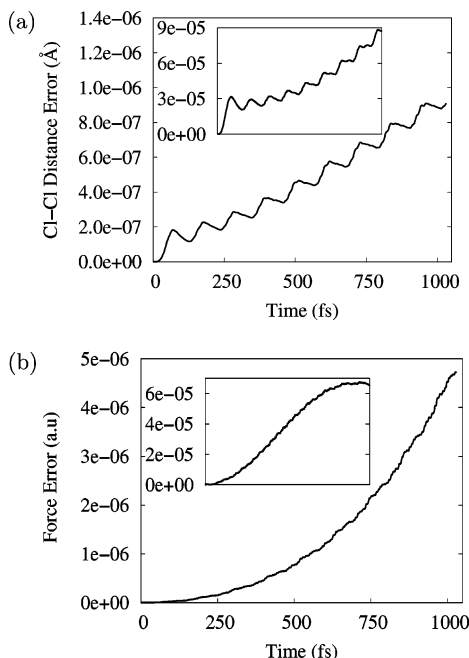 (a)
1.4e−06
1.2e−06
1.0e−06
8.0e−07
6.0e−07
4.0e−07
2.0e−07
0.0e+00
Cl−Cl Distance Error (Å)
9e−05
6e−05
3e−05
0e+00
0 250 500 750 1000
Time (fs)
(b)
5e−06
4e−06
3e−06
2e−06
1e−06
0e+00
Force Error (a.u)
6e−05
4e−05
2e−05
0e+00
0 250 500 750 1000
Time (fs)